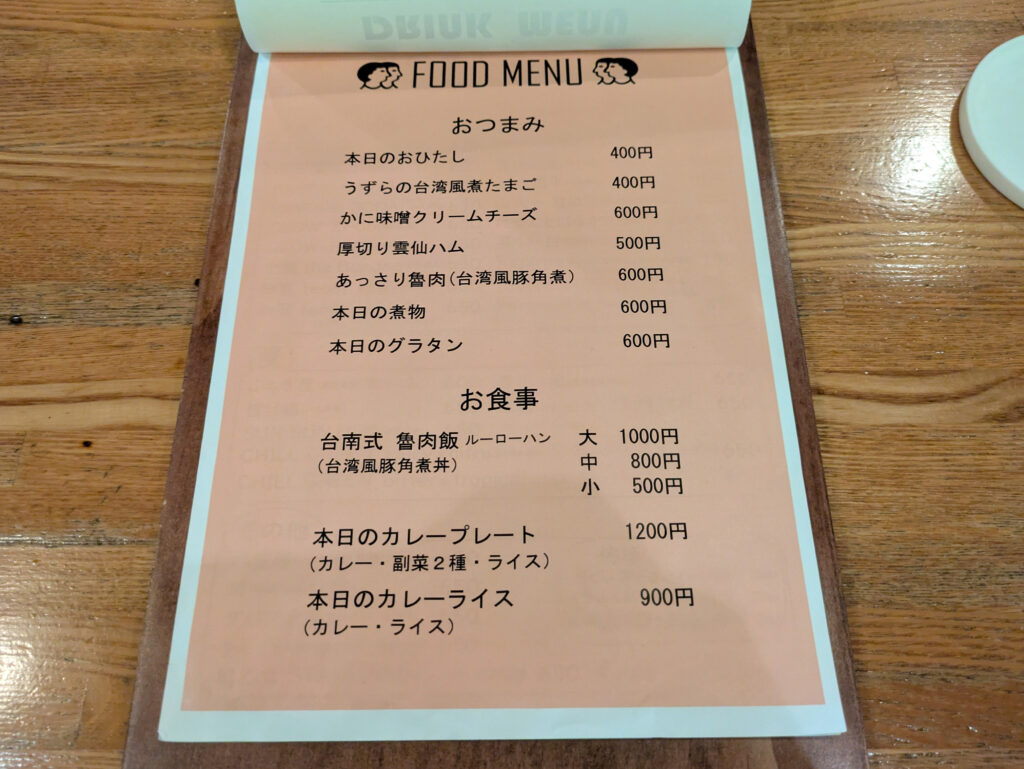 DRINK MENU
FOOD MENU
おつまみ
本日のおひたし 400円
うずらの台湾風煮たまご 400円
かに味噌クリームチーズ 600円
厚切り雲仙ハム 500円
あっさり魯肉(台湾風豚角煮) 600円
本日の煮物 600円
本日のグラタン 600円
お食事
台南式 魯肉飯 ルーローハン 大 1000円
(台湾風豚角煮丼) 中 800円
小 500円
本日のカレープレート 1200円
(カレー・副菜2種・ライス)
本日のカレーライス 900円
(カレー・ライス)